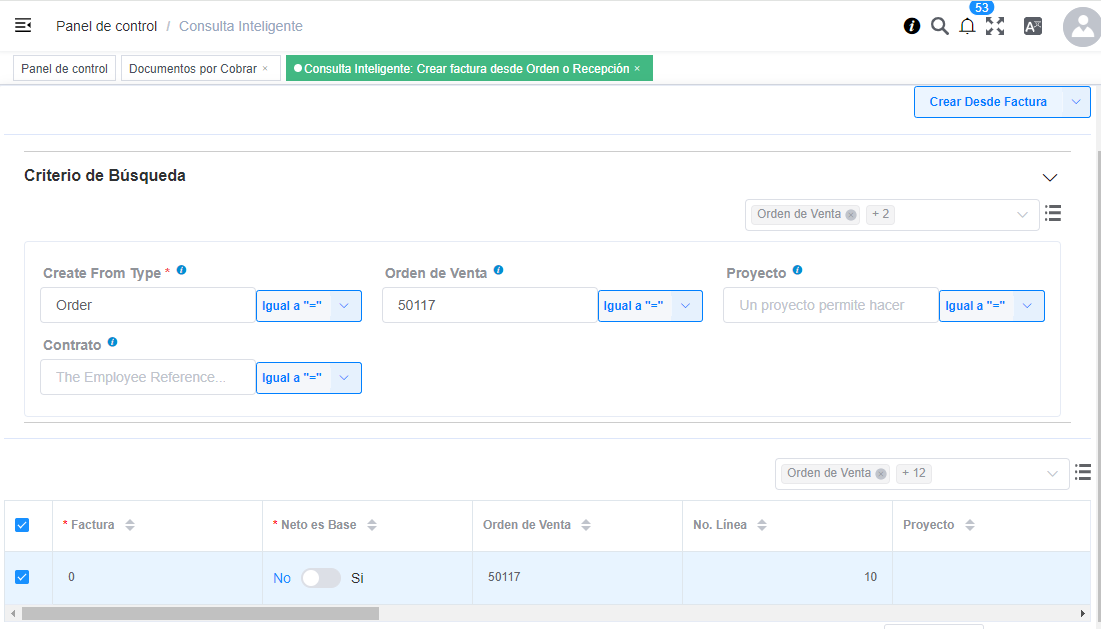 Panel de control / Consulta Inteligente
53
Panel de control
Documentos por Cobrar ×
Consulta Inteligente: Crear factura desde Orden o Recepción ×
Crear Desde Factura
Criterio de Búsqueda
Orden de Venta + 2
Create From Type * Orden de Venta Proyecto
Order Igual a "=" 50117 Igual a "=" Un proyecto permite hacer Igual a "="
Contrato
The Employee Reference... Igual a "="
Orden de Venta + 12
* Factura * Neto es Base Orden de Venta No. Línea Proyecto
0 No Si 50117 10